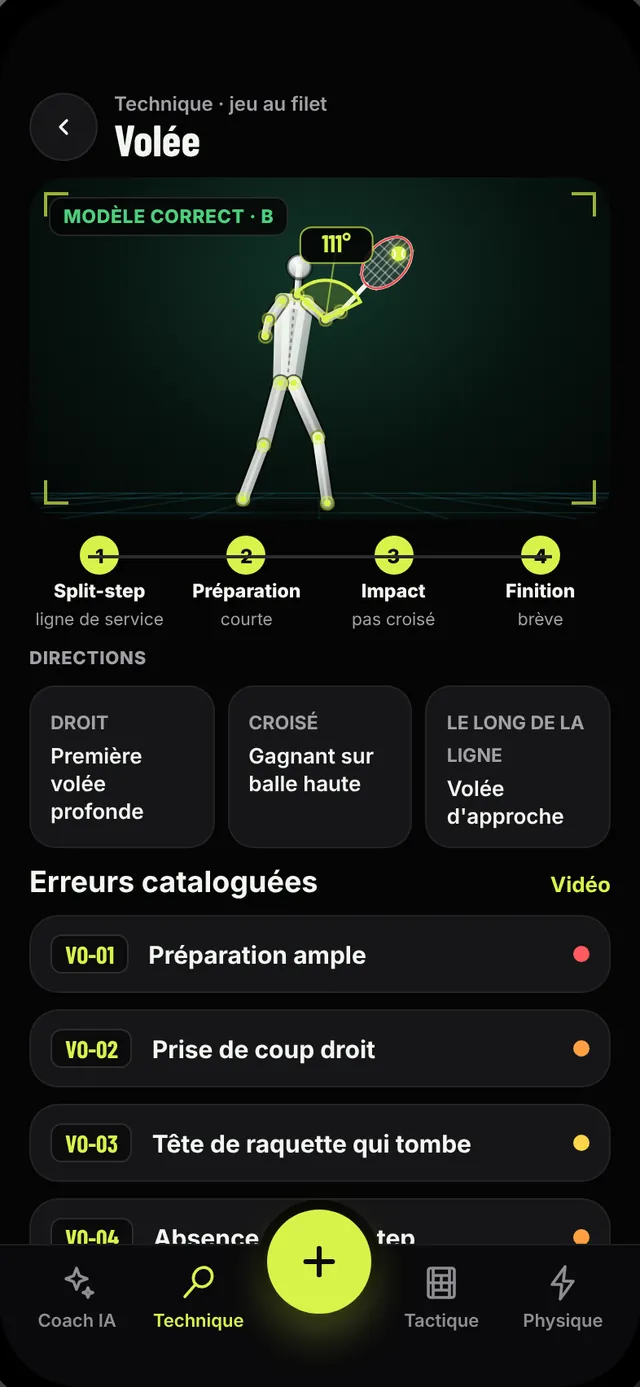 Technique · jeu au filet
Volée
MODÈLE CORRECT · B
111°
1
2
3
4
Split-step
Préparation
Impact
Finition
ligne de service
courte
pas croisé
brève
DIRECTIONS
DROIT
Première
volée
profonde
CROISÉ
Gagnant sur
balle haute
LE LONG DE LA
LIGNE
Volée
d'approche
Erreurs cataloguées
Vidéo
VO-01 Préparation ample
VO-02 Prise de coup droit
VO-03 Tête de raquette qui tombe
VO-04 Absence
Coach IA
Technique
Tactique
Physique